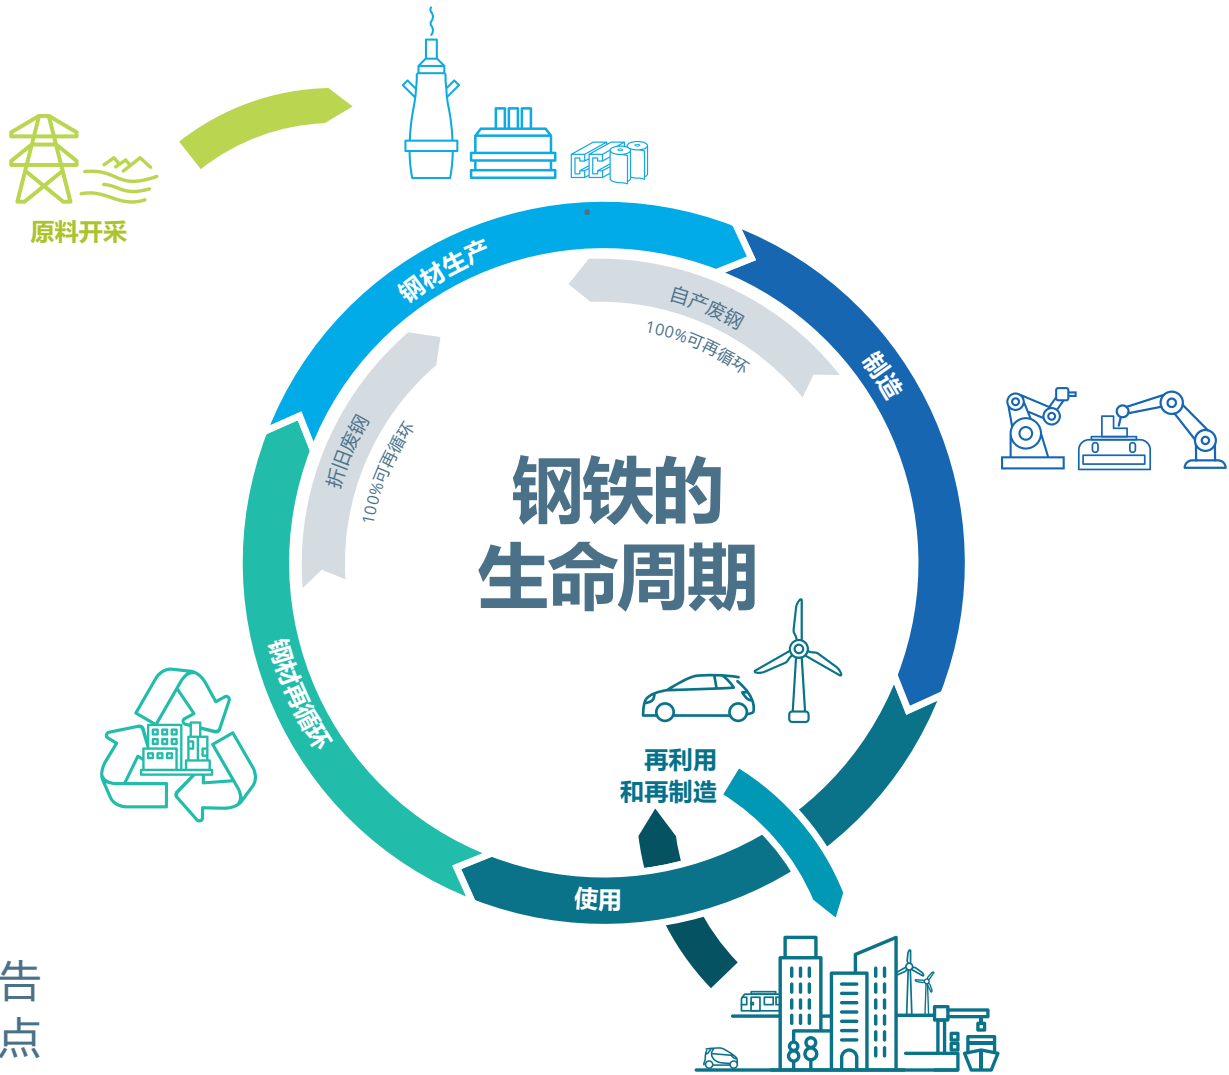 原料开采
钢材生产
自产废钢
100%可再循环
制造
折旧废钢
100%可再循环
钢铁的
生命周期
钢材再循环
再利用
和再制造
使用
告
点